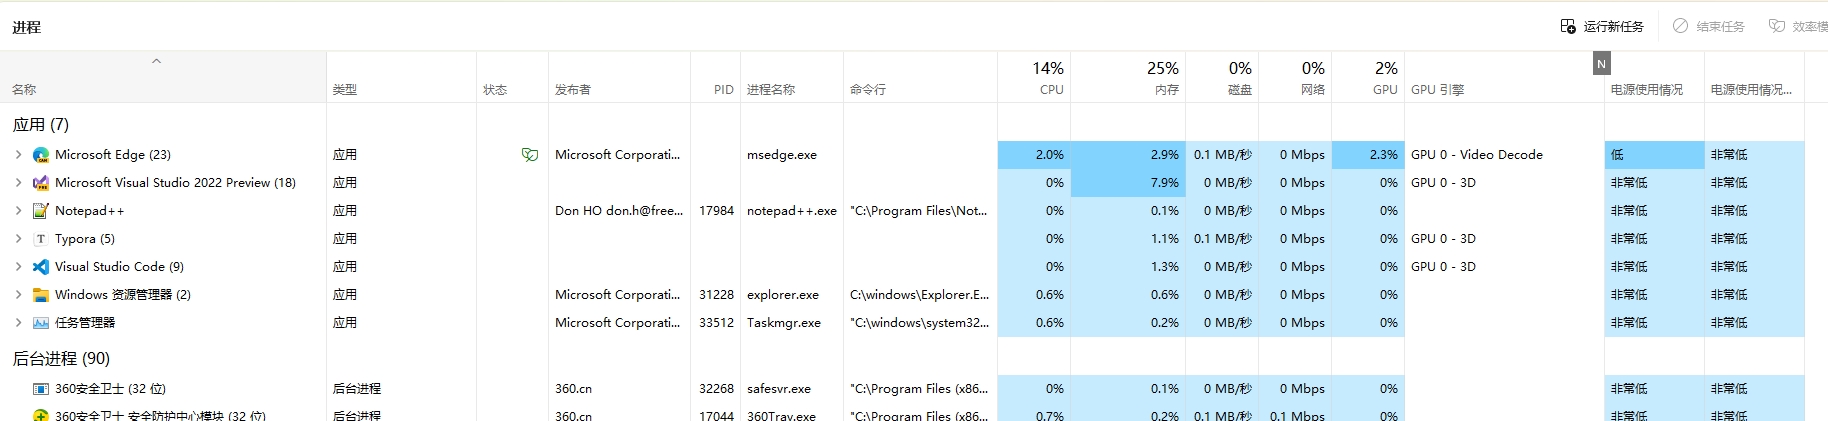 进程 运行新任务 结束任务 效率模
14% 25% 0% 0% 2% N
名称 类型 状态 发布者 PID 进程名称 命令行 CPU 内存 磁盘 网络 GPU GPU 引擎 电源使用情况 电源使用情况...
应用 (7)
Microsoft Edge (23) 应用 Microsoft Corporati... msedge.exe 2.0% 2.9% 0.1 MB/秒 0 Mbps 2.3% GPU 0 - Video Decode 低 非常低
Microsoft Visual Studio 2022 Preview (18) 应用 0% 7.9% 0 MB/秒 0 Mbps 0% GPU 0 - 3D 非常低 非常低
Notepad++ 应用 Don HO don.h@free... 17984 notepad++.exe "C:\Program Files\Not... 0% 0.1% 0 MB/秒 0 Mbps 0% 非常低 非常低
Typora (5) 应用 0% 1.1% 0.1 MB/秒 0 Mbps 0% GPU 0 - 3D 非常低 非常低
Visual Studio Code (9) 应用 0% 1.3% 0 MB/秒 0 Mbps 0% GPU 0 - 3D 非常低 非常低
Windows 资源管理器 (2) 应用 Microsoft Corporati... 31228 explorer.exe C:\windows\Explorer.E... 0.6% 0.6% 0 MB/秒 0 Mbps 0% 非常低 非常低
任务管理器 应用 Microsoft Corporati... 33512 Taskmgr.exe "C:\windows\system32... 0.6% 0.2% 0 MB/秒 0 Mbps 0% 非常低 非常低
后台进程 (90)
360安全卫士 (32 位) 后台进程 360.cn 32268 safesvr.exe "C:\Program Files (x86... 0% 0.1% 0 MB/秒 0 Mbps 0% 非常低 非常低
360安全卫士 安全防护中心模块 (32 位) 后台进程 360.cn 17044 360Tray.exe "C:\Program Files (x86... 0.7% 0.2% 0.1 MB/秒 0.1 Mbps 0% 非常低 非常低